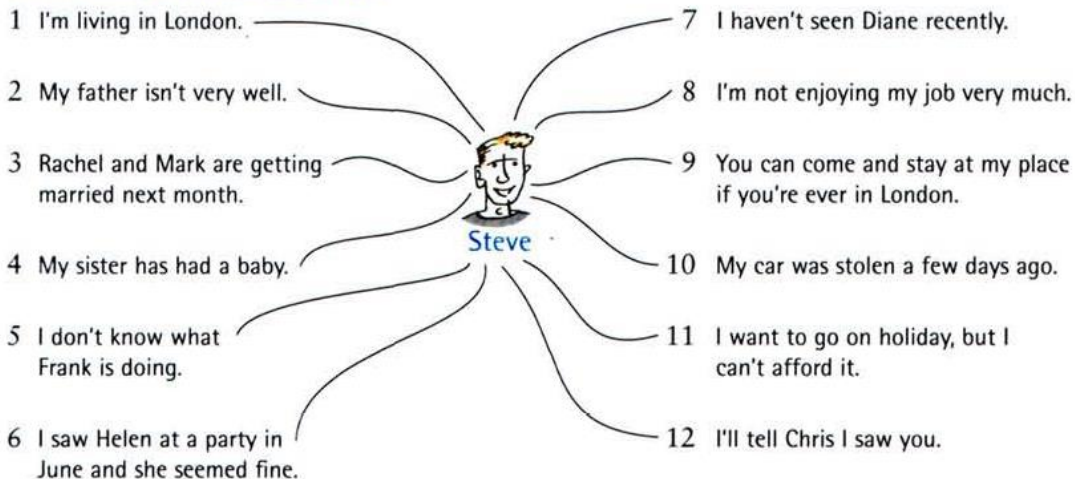 1 I'm living in London.
2 My father isn't very well.
3 Rachel and Mark are getting
married next month.
4 My sister has had a baby.
5 I don't know what
Frank is doing.
6 I saw Helen at a party in
June and she seemed fine.
Steve
7 I haven't seen Diane recently.
8 I'm not enjoying my job very much.
9 You can come and stay at my place
if you're ever in London.
10 My car was stolen a few days ago.
11 I want to go on holiday, but I
can't afford it.
12 I'll tell Chris I saw you.